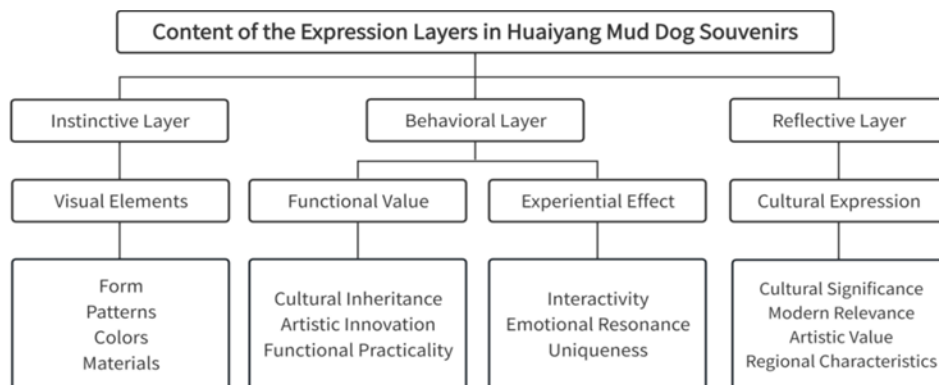 Content of the Expression Layers in Huaiyang Mud Dog Souvenirs
Instinctive Layer
Behavioral Layer
Reflective Layer
Visual Elements
Functional Value
Experiential Effect
Cultural Expression
Form
Patterns
Colors
Materials
Cultural Inheritance
Artistic Innovation
Functional Practicality
Interactivity
Emotional Resonance
Uniqueness
Cultural Significance
Modern Relevance
Artistic Value
Regional Characteristics